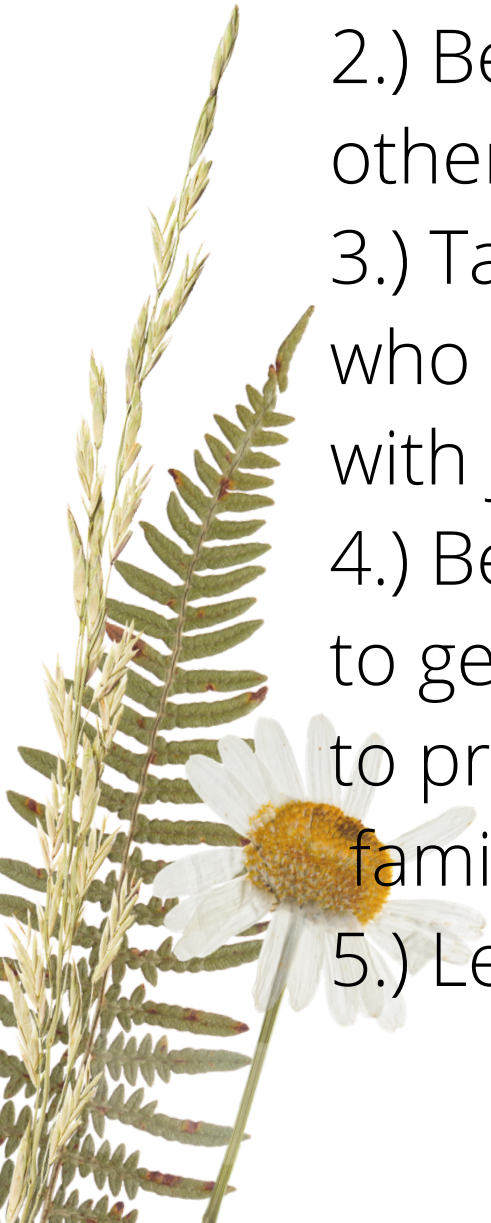 2.) Be
other
3.) Ta
who
with
4.) Be
to ge
to pr
fami
5.) Le